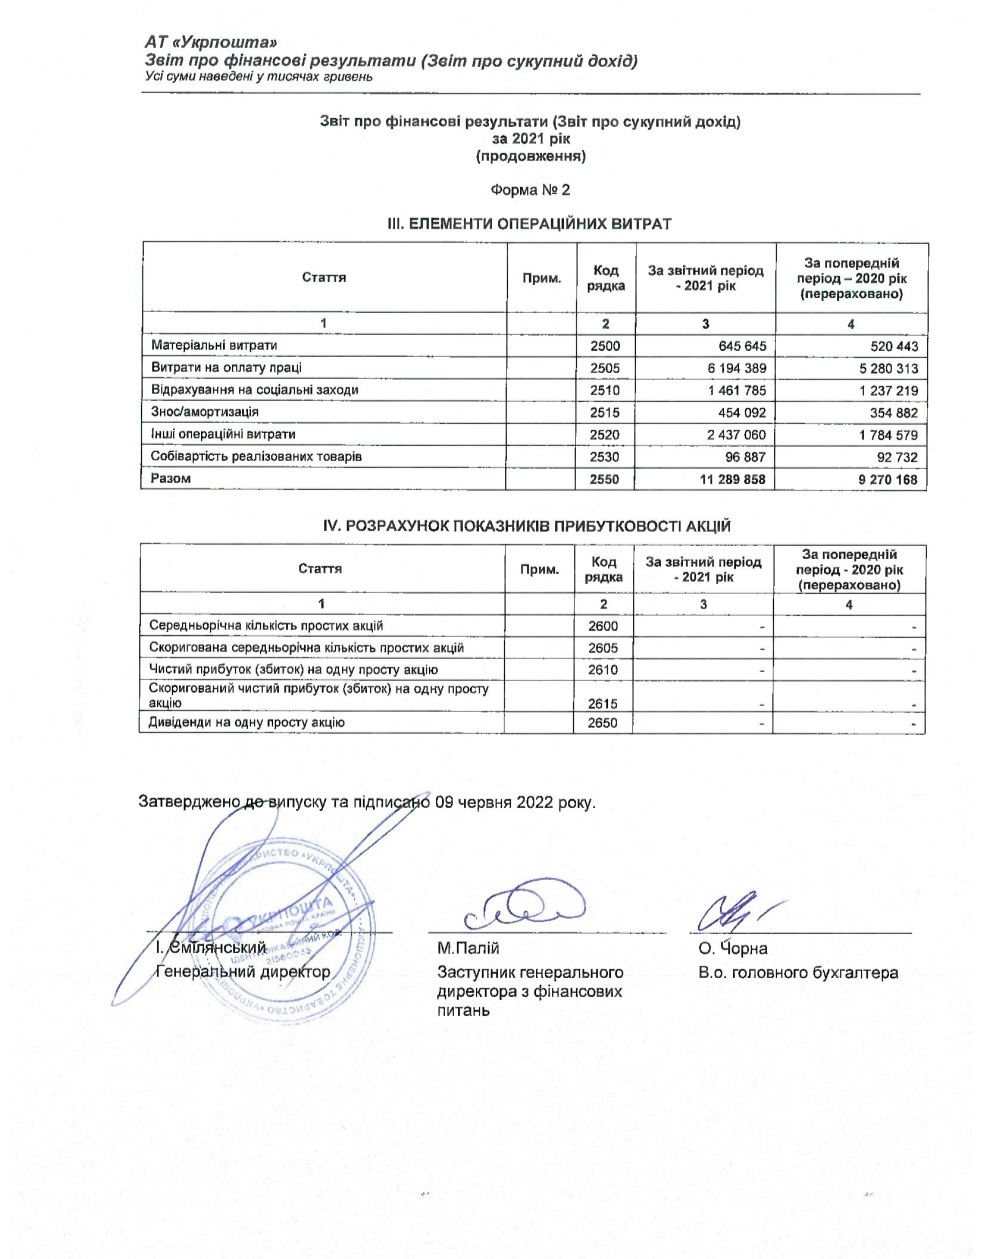 АТ «Укрпошта»
Звіт про фінансові результати (Звіт про сукупний дохід)
Усі суми наведені у тисячах гривень
Звіт про фінансові результати (Звіт про сукупний дохід)
за 2021 рік
(продовження)
Форма № 2
III. ЕЛЕМЕНТИ ОПЕРАЦІЙНИХ ВИТРАТ
Стаття Прим. Код рядка За звітний період - 2021 рік За попередній період – 2020 рік (перераховано)
1 2 3 4
Матеріальні витрати 2500 645 645 520 443
Витрати на оплату праці 2505 6 194 389 5 280 313
Відрахування на соціальні заходи 2510 1 461 785 1 237 219
Знос/амортизація 2515 454 092 354 882
Інші операційні витрати 2520 2 437 060 1 784 579
Собівартість реалізованих товарів 2530 96 887 92 732
Разом 2550 11 289 858 9 270 168
IV. РОЗРАХУНОК ПОКАЗНИКІВ ПРИБУТКОВОСТІ АКЦІЙ
Стаття Прим. Код рядка За звітний період - 2021 рік За попередній період - 2020 рік (перераховано)
1 2 3 4
Середньорічна кількість простих акцій 2600 - -
Скоригована середньорічна кількість простих акцій 2605 - -
Чистий прибуток (збиток) на одну просту акцію 2610 - -
Скоригований чистий прибуток (збиток) на одну просту
акцію 2615 - -
Дивіденди на одну просту акцію 2650 - -
Затверджено до випуску та підписано 09 червня 2022 року.
УКРПОШТА
ІДЕНТИФІКАЦІЙНИЙ КОД
І. Смілянський М.Палій О. Чорна
Генеральний директор Заступник генерального В.о. головного бухгалтера
директора з фінансових
питань